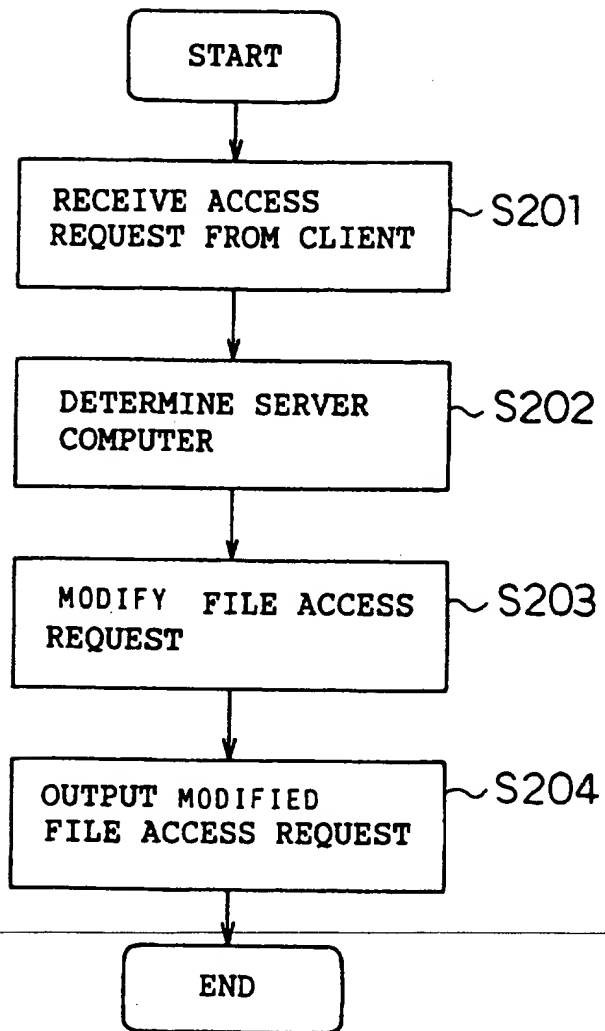 START
RECEIVE ACCESS
REQUEST FROM CLIENT
S201
DETERMINE SERVER
COMPUTER
S202
MODIFY FILE ACCESS
REQUEST
S203
OUTPUT MODIFIED
FILE ACCESS REQUEST
S204
END